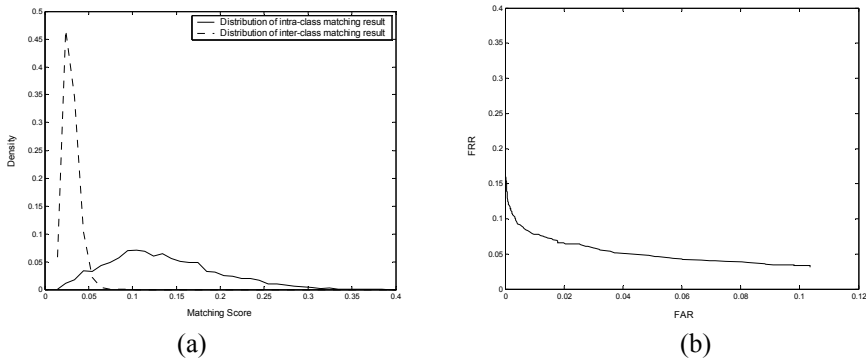 Distribution of intra-class matching result
Distribution of inter-class matching result
0.5
0.45
0.4
0.35
0.3
0.25
0.2
0.15
0.1
0.05
0
Density
0 0.05 0.1 0.15 0.2 0.25 0.3 0.35 0.4
Matching Score
(a)
0.4
0.35
0.3
0.25
0.2
0.15
0.1
0.05
0
FRR
0 0.02 0.04 0.06 0.08 0.1 0.12
FAR
(b)